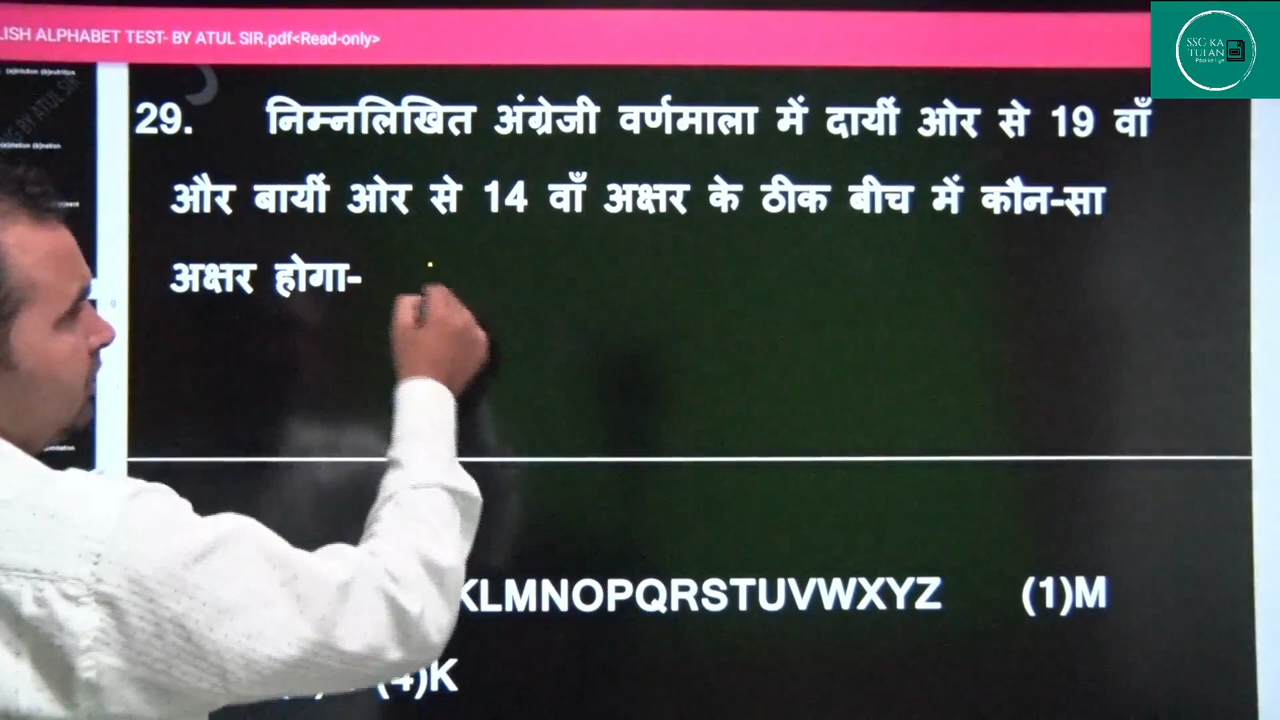 LISH ALPHABET TEST- BY ATUL SIR.pdf<Read-only>
SSC KA
TUFAN
29. निम्नलिखित अंग्रेजी वर्णमाला में दायीं ओर से 19 वाँ
और बायीं ओर से 14 वाँ अक्षर के ठीक बीच में कौन-सा
अक्षर होगा-
9
KLMNOPQRSTUVWXYZ (1)M
(4)K